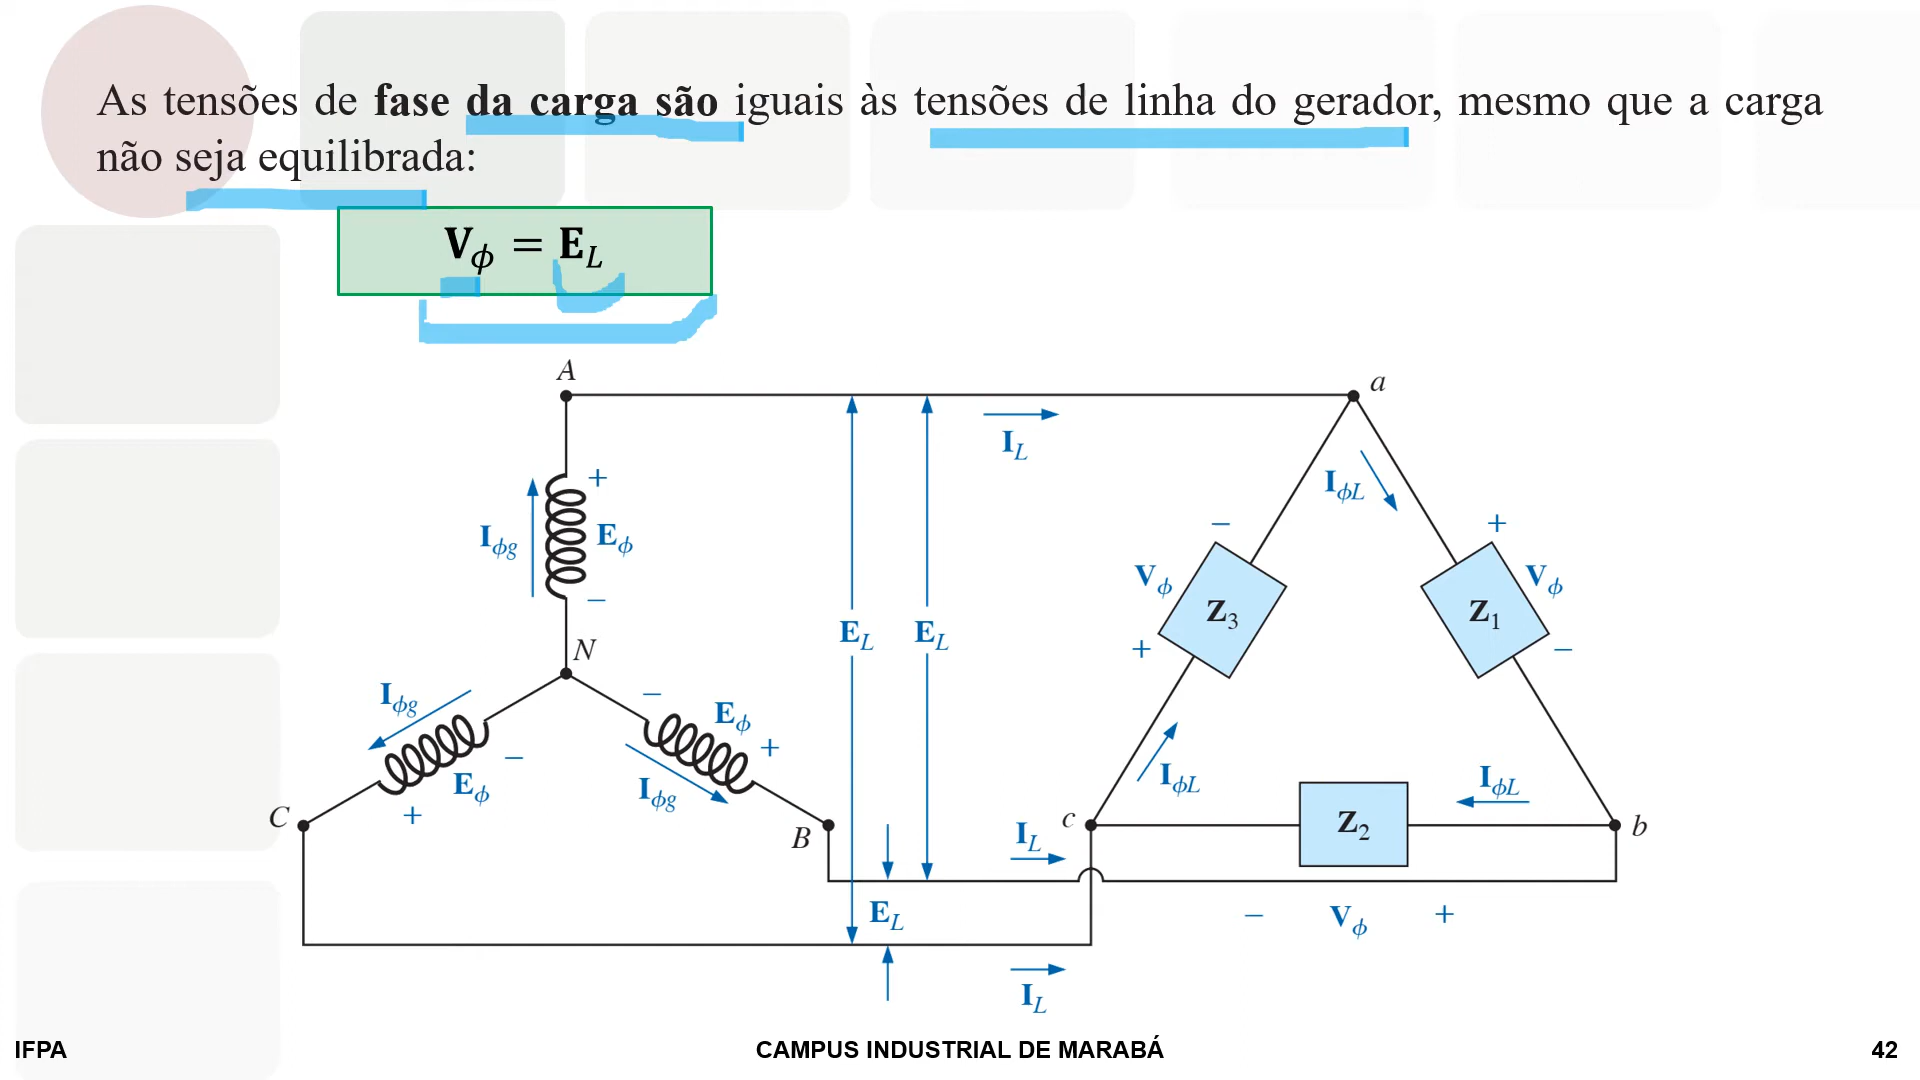 As tensões de fase da carga são iguais às tensões de linha do gerador, mesmo que a carga
não seja equilibrada:
V𝜙 = E𝐿
A
a
I𝐿
I𝜙𝐿
+
−
+
I𝜙g
E𝜙
V𝜙
Z₃
Z₁
V𝜙
−
E𝐿
E𝐿
+
−
N
I𝜙g
−
E𝜙
+
−
E𝜙
I𝜙g
I𝜙𝐿
I𝜙𝐿
+
C
B
I𝐿
c
Z₂
b
E𝐿
−
V𝜙
+
I𝐿
IFPA
CAMPUS INDUSTRIAL DE MARABÁ
42